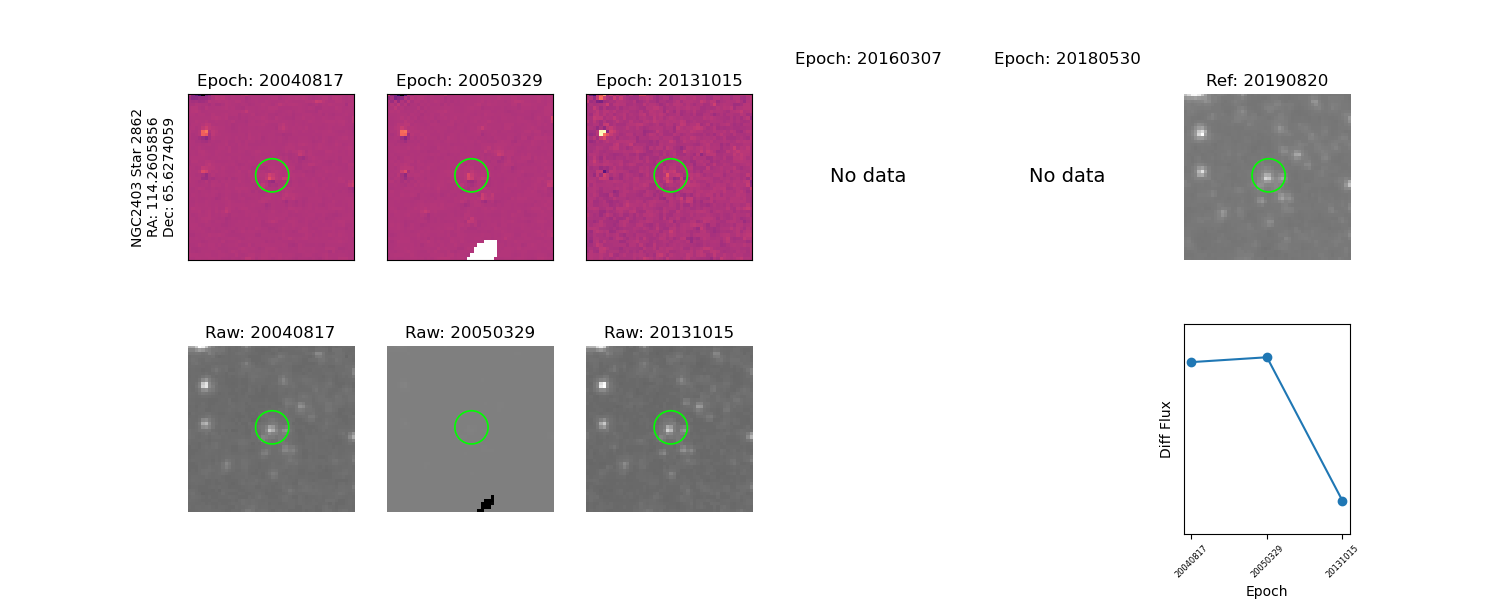 Epoch: 20040817
Epoch: 20050329
Epoch: 20131015
Epoch: 20160307
Epoch: 20180530
Ref: 20190820
NGC2403 Star 2862
RA: 114.2605856
Dec: 65.6274059
No data
No data
Raw: 20040817
Raw: 20050329
Raw: 20131015
Diff Flux
20040817
20050329
20131015
Epoch